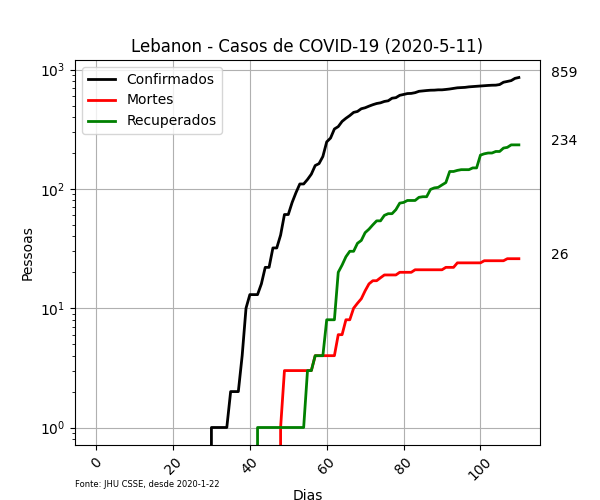 Lebanon - Casos de COVID-19 (2020-5-11)
Confirmados
Mortes
Recuperados
859
234
26
Pessoas
10³
10²
10¹
10⁰
0
20
40
60
80
100
Fonte: JHU CSSE, desde 2020-1-22
Dias